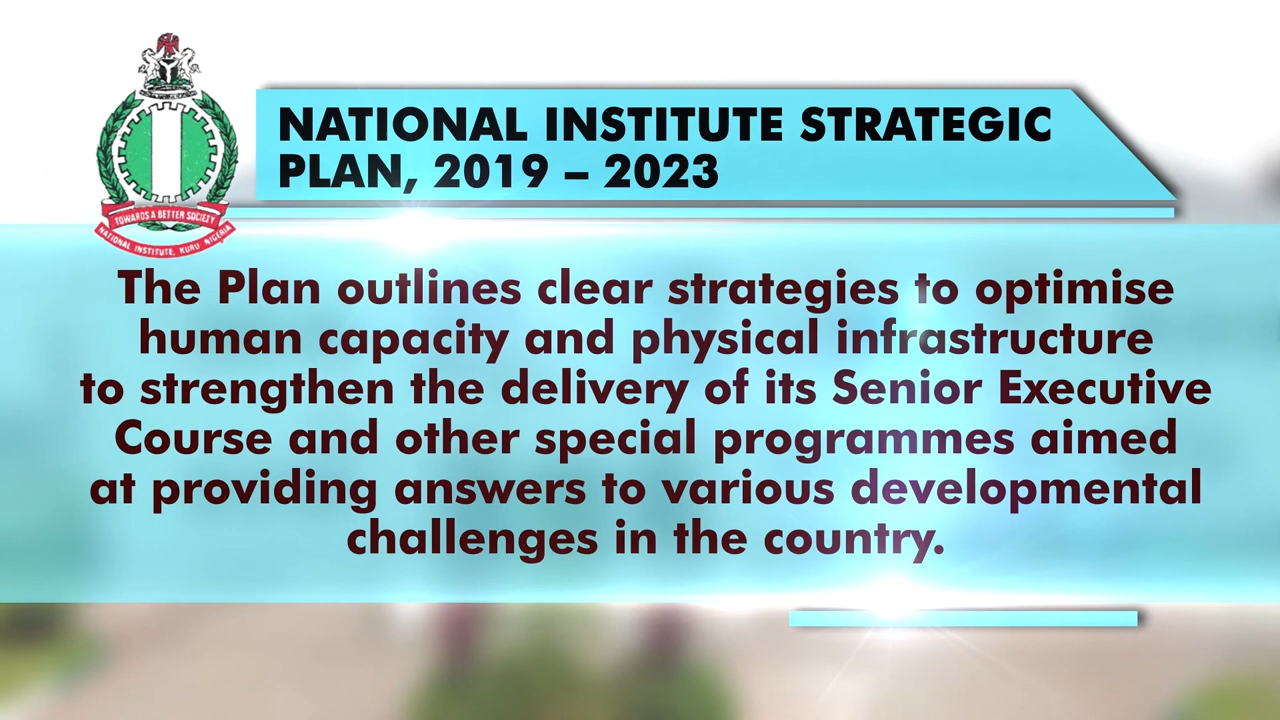 NATIONAL INSTITUTE STRATEGIC
PLAN, 2019 – 2023
TOWARDS A BETTER SOCIETY
NATIONAL INSTITUTE, KURU NIGERIA
The Plan outlines clear strategies to optimise
human capacity and physical infrastructure
to strengthen the delivery of its Senior Executive
Course and other special programmes aimed
at providing answers to various developmental
challenges in the country.